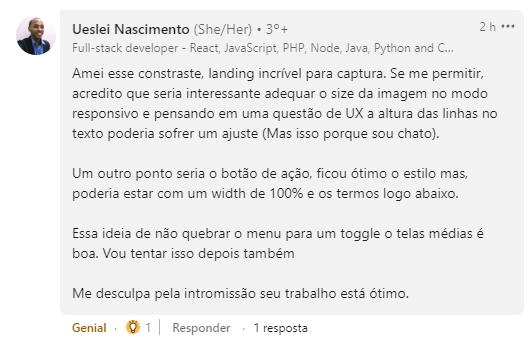 Ueslei Nascimento (She/Her) • 3º+
2 h •••
Full-stack developer - React, JavaScript, PHP, Node, Java, Python and C...
Amei esse constraste, landing incrível para captura. Se me permitir,
acredito que seria interessante adequar o size da imagem no modo
responsivo e pensando em uma questão de UX a altura das linhas no
texto poderia sofrer um ajuste (Mas isso porque sou chato).
Um outro ponto seria o botão de ação, ficou ótimo o estilo mas,
poderia estar com um width de 100% e os termos logo abaixo.
Essa ideia de não quebrar o menu para um toggle o telas médias é
boa. Vou tentar isso depois também
Me desculpa pela intromissão seu trabalho está ótimo.
Genial · 1 | Responder · 1 resposta